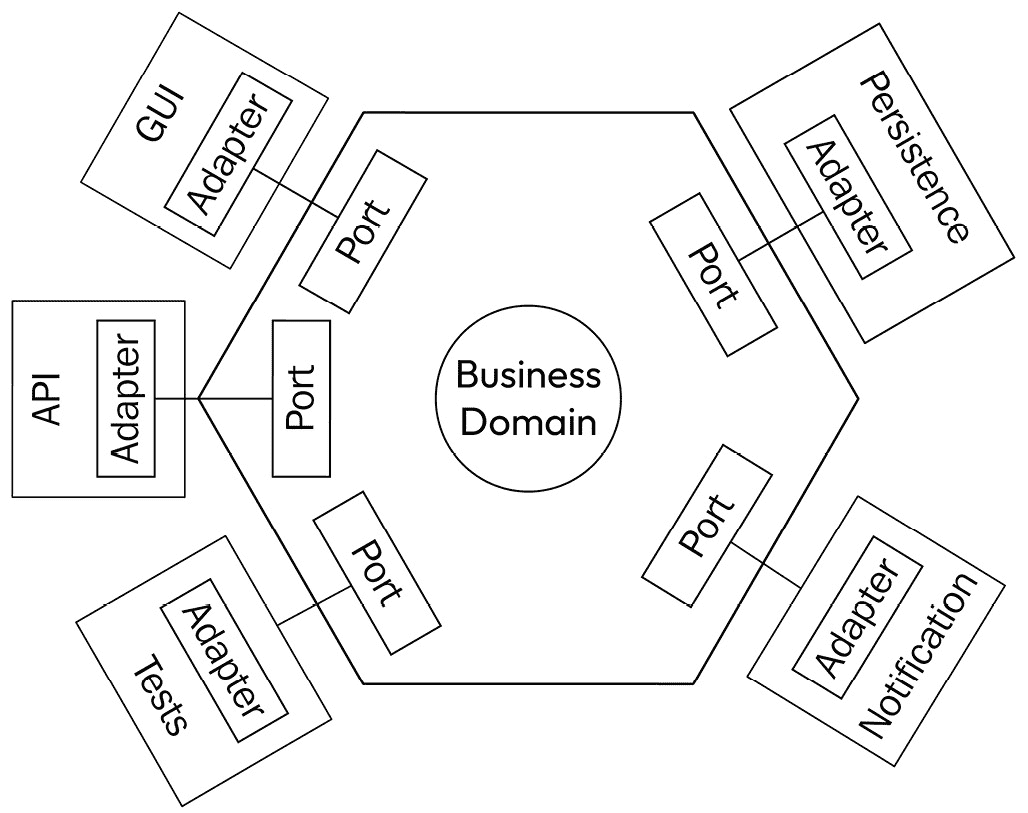 GUI
Adapter
Port
Persistence
Adapter
Port
API
Adapter
Port
Business
Domain
Tests
Adapter
Port
Port
Adapter
Notification